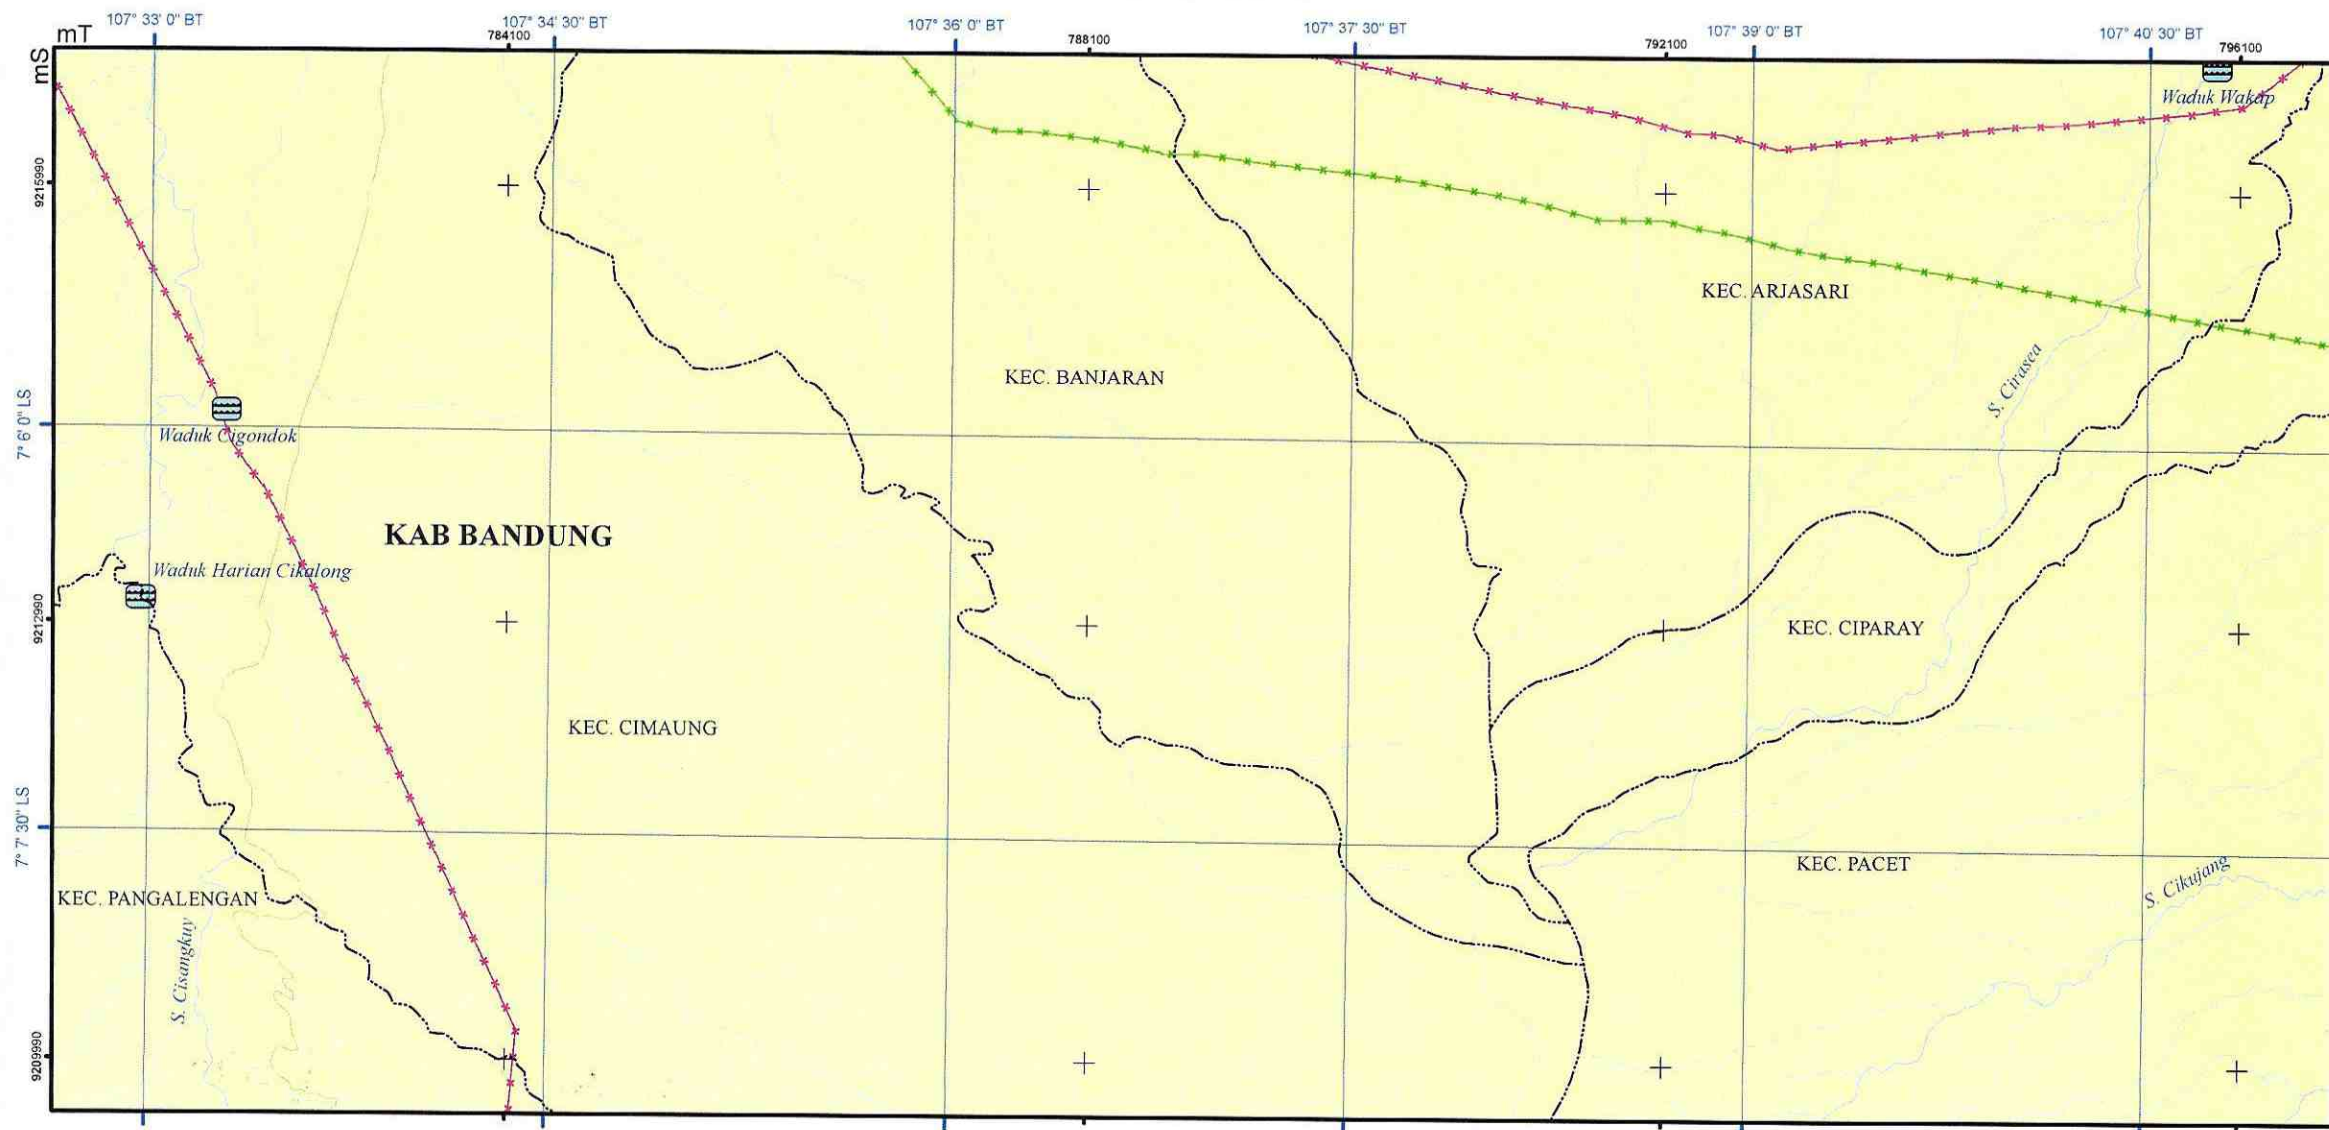 107° 33' 0" BT
107° 34' 30" BT
107° 36' 0" BT
107° 37' 30" BT
107° 39' 0" BT
107° 40' 30" BT
mT
784100
788100
792100
796100
mS
Waduk Wakap
9215990
KEC. ARJASARI
S. Cirasea
KEC. BANJARAN
7° 6' 0" LS
Waduk Cigondok
KAB BANDUNG
Waduk Harian Cikalong
9212990
KEC. CIPARAY
KEC. CIMAUNG
7° 7' 30" LS
KEC. PACET
S. Cikujang
KEC. PANGALENGAN
S. Cisangkuy
9209990